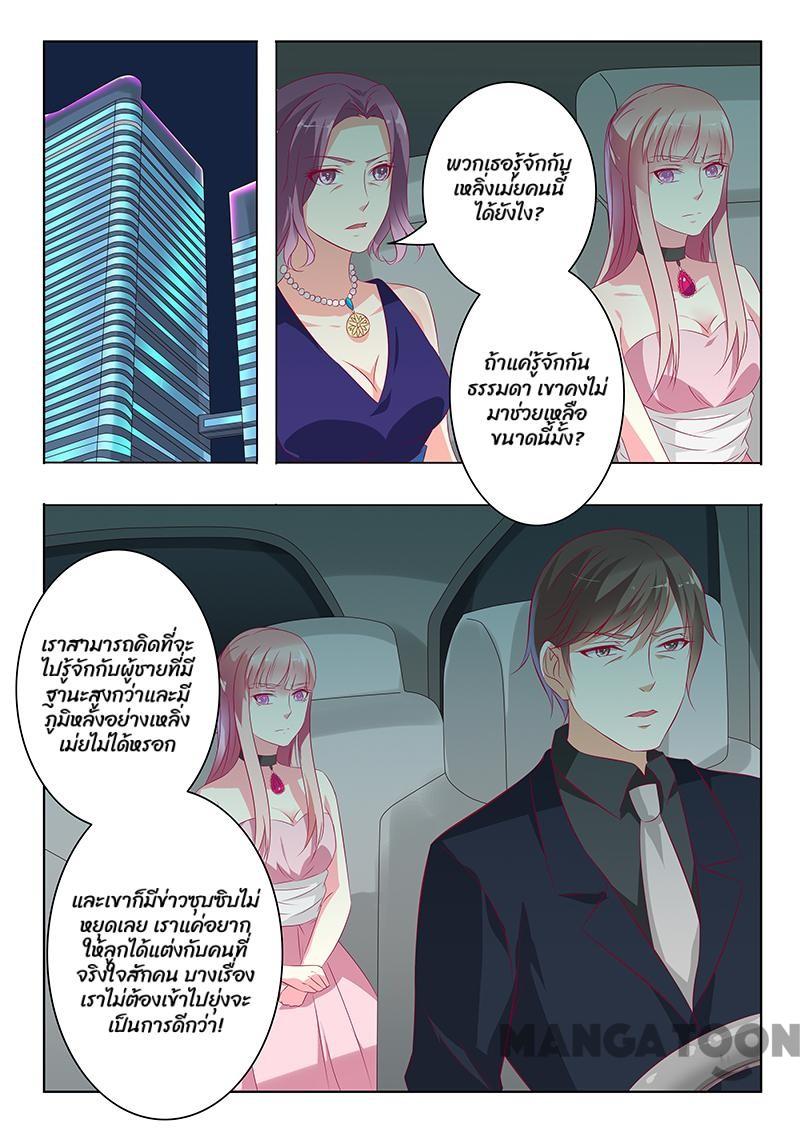 พวกเธอรู้จักกับ
เหลิ่งเม่ยคนนี้
ได้ยังไง?
ถ้าแค่รู้จักกัน
ธรรมดา เขาคงไม่
มาช่วยเหลือ
ขนาดนี้มั้ง?
เราสามารถคิดที่จะ
ไปรู้จักกับผู้ชายที่มี
ฐานะสูงกว่าและมี
ภูมิหลังอย่างเหลิ่ง
เม่ยไม่ได้หรอก
และเขาก็มีข่าวซุบซิบไม่
หยุดเลย เราแค่อยาก
ให้ลูกได้แต่งกับคนที่
จริงใจสักคน บางเรื่อง
เราไม่ต้องเข้าไปยุ่งจะ
เป็นการดีกว่า!
MANGATOON